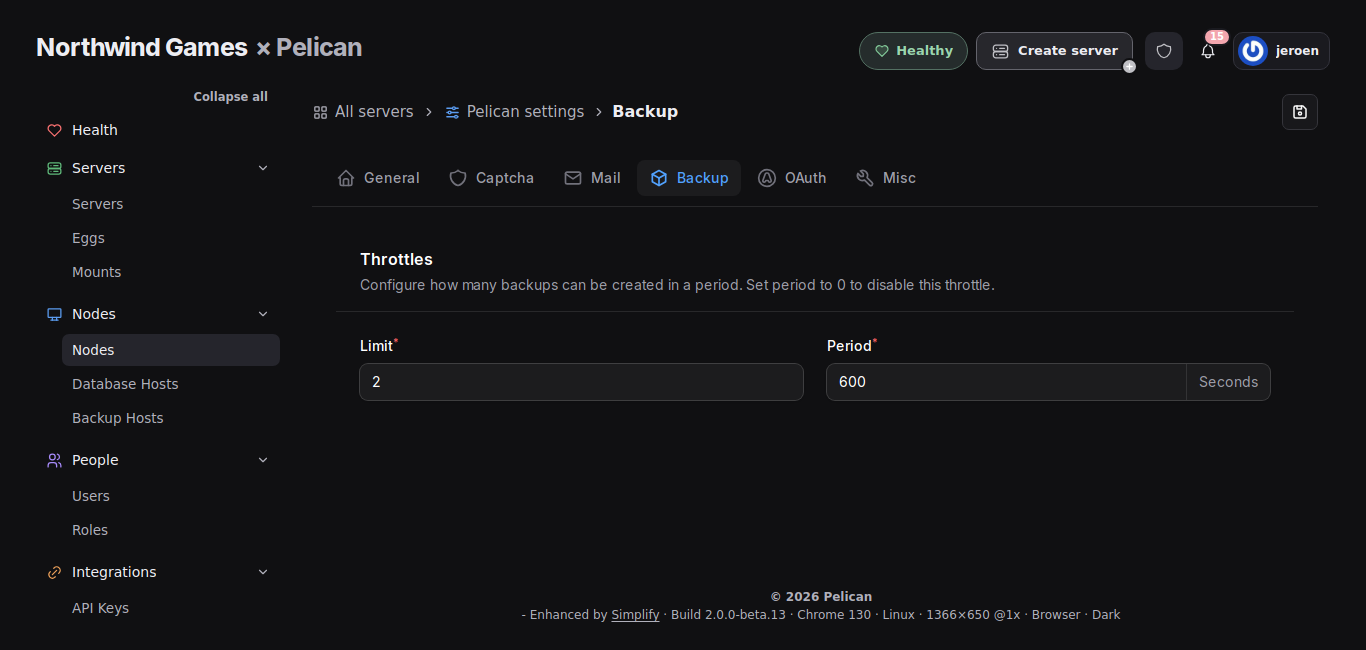 Northwind Games × Pelican
Healthy
Create server
15
jeroen
Collapse all
Health
Servers
Servers
Eggs
Mounts
Nodes
Nodes
Database Hosts
Backup Hosts
People
Users
Roles
Integrations
API Keys
All servers > Pelican settings > Backup
General
Captcha
Mail
Backup
OAuth
Misc
Throttles
Configure how many backups can be created in a period. Set period to 0 to disable this throttle.
Limit*
2
Period*
600
Seconds
© 2026 Pelican
- Enhanced by Simplify · Build 2.0.0-beta.13 · Chrome 130 · Linux · 1366×650 @1x · Browser · Dark